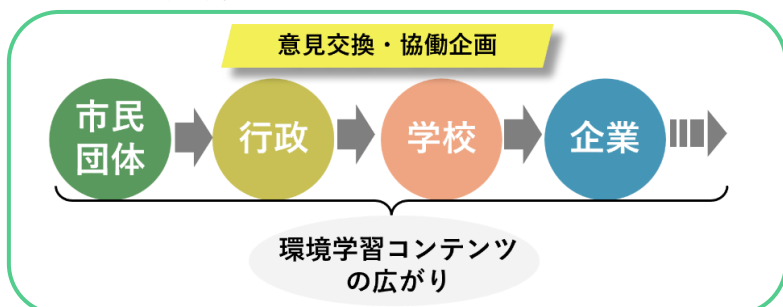 意見交換・協働企画
市民
団体
行政
学校
企業
環境学習コンテンツ
の広がり